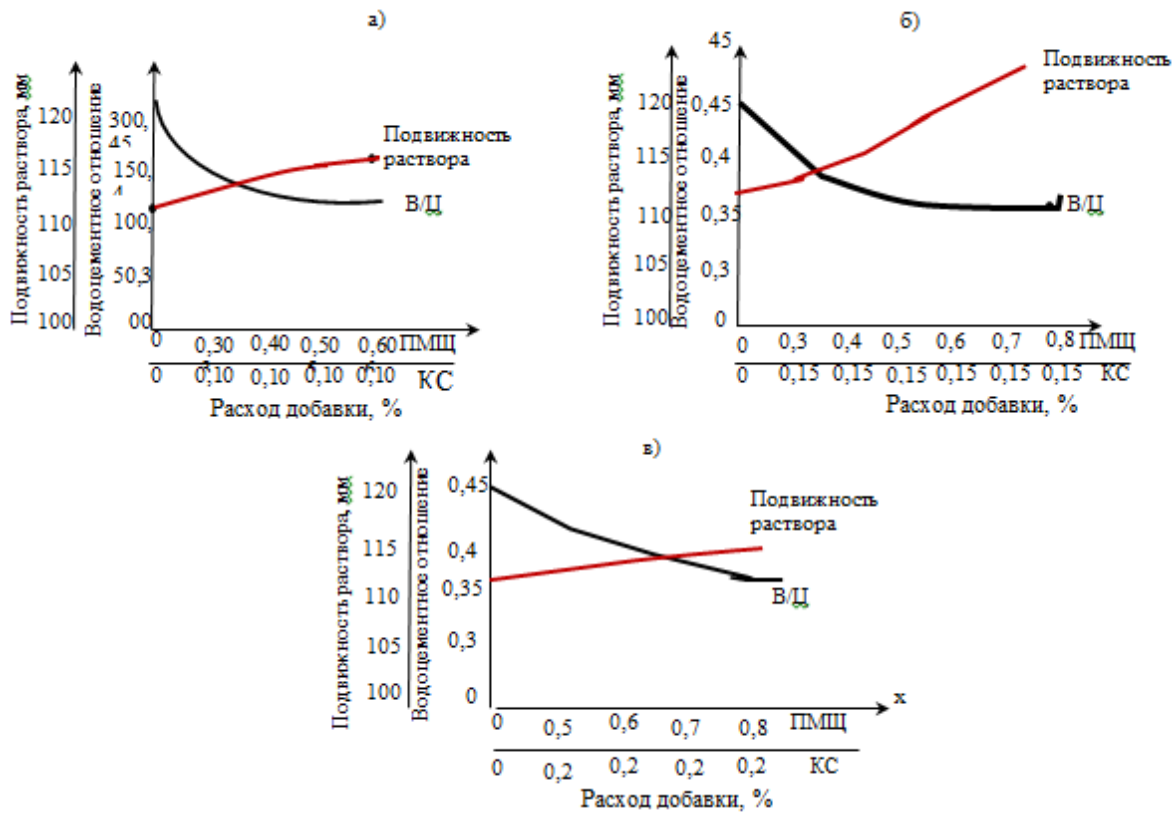 а)
Подвижность раствора, мм
120
115
110
105
100
Водоцементное отношение
300,
45
150,
4
100,
50,3
00
Подвижность
раствора
В/Ц
0 0,30 0,40 0,50 0,60 ПМЩ
0 0,10 0,10 0,10 0,10 КС
Расход добавки, %
б)
Подвижность раствора, мм
120
115
110
105
100
Водоцементное отношение
45
0,45
0,4
0,35
0,3
0
Подвижность
раствора
В/Ц
0 0,3 0,4 0,5 0,6 0,7 0,8 ПМЩ
0 0,15 0,15 0,15 0,15 0,15 0,15 КС
Расход добавки, %
в)
Подвижность раствора, мм
120
115
110
105
100
Водоцементное отношение
0,45
0,4
0,35
0,3
0
Подвижность
раствора
В/Ц
х
0 0,5 0,6 0,7 0,8 ПМЩ
0 0,2 0,2 0,2 0,2 КС
Расход добавки, %